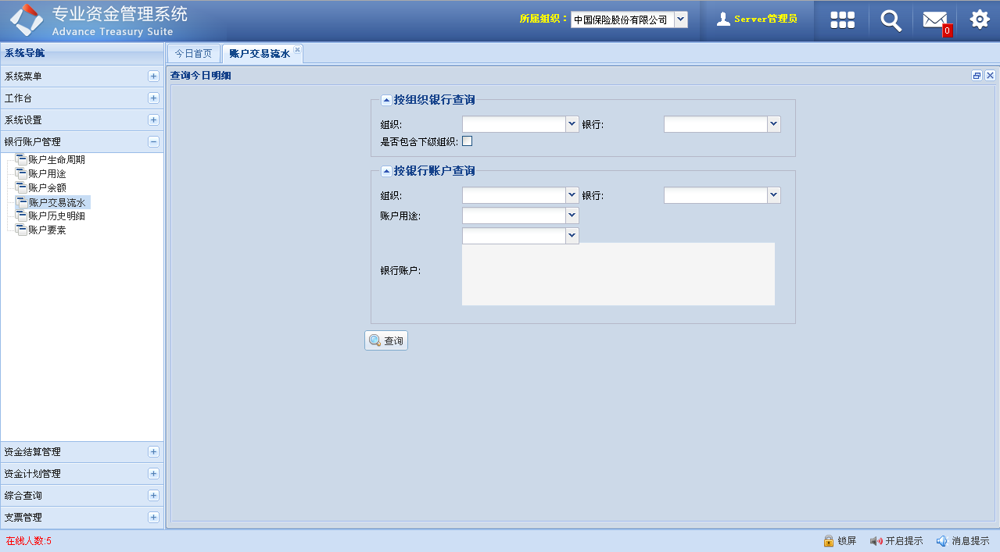 专业资金管理系统
Advance Treasury Suite
所属组织：
中国保险股份有限公司
Server管理员
0
系统导航
今日首页
账户交易流水
系统菜单
工作台
系统设置
银行账户管理
账户生命周期
账户用途
账户余额
账户交易流水
账户历史明细
账户要素
资金结算管理
资金计划管理
综合查询
支票管理
查询今日明细
按组织银行查询
组织: 银行:
是否包含下级组织:
按银行账户查询
组织: 银行:
账户用途:
银行账户:
查询
在线人数:5
锁屏 开启提示 消息提示